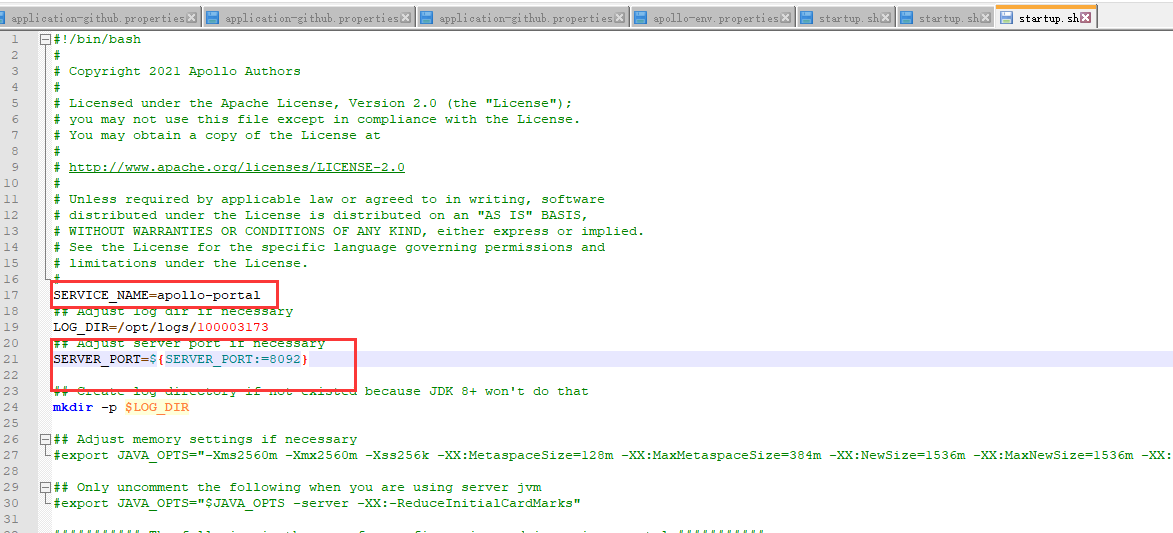 application-github.properties application-github.properties application-github.properties apollo-env.properties startup.sh startup.sh startup.sh
1 #!/bin/bash
2 #
3 # Copyright 2021 Apollo Authors
4 #
5 # Licensed under the Apache License, Version 2.0 (the "License");
6 # you may not use this file except in compliance with the License.
7 # You may obtain a copy of the License at
8 #
9 # http://www.apache.org/licenses/LICENSE-2.0
10 #
11 # Unless required by applicable law or agreed to in writing, software
12 # distributed under the License is distributed on an "AS IS" BASIS,
13 # WITHOUT WARRANTIES OR CONDITIONS OF ANY KIND, either express or implied.
14 # See the License for the specific language governing permissions and
15 # limitations under the License.
16 #
17 SERVICE_NAME=apollo-portal
18 ## Adjust log dir if necessary
19 LOG_DIR=/opt/logs/100003173
20 ## Adjust server port if necessary
21 SERVER_PORT=${SERVER_PORT:=8092}
22
23 ## Create log directory if not existed because JDK 8+ won't do that
24 mkdir -p $LOG_DIR
25
26 ## Adjust memory settings if necessary
27 #export JAVA_OPTS="-Xms2560m -Xmx2560m -Xss256k -XX:MetaspaceSize=128m -XX:MaxMetaspaceSize=384m -XX:NewSize=1536m -XX:MaxNewSize=1536m -XX:
28
29 ## Only uncomment the following when you are using server jvm
30 #export JAVA_OPTS="$JAVA_OPTS -server -XX:-ReduceInitialCardMarks"
31